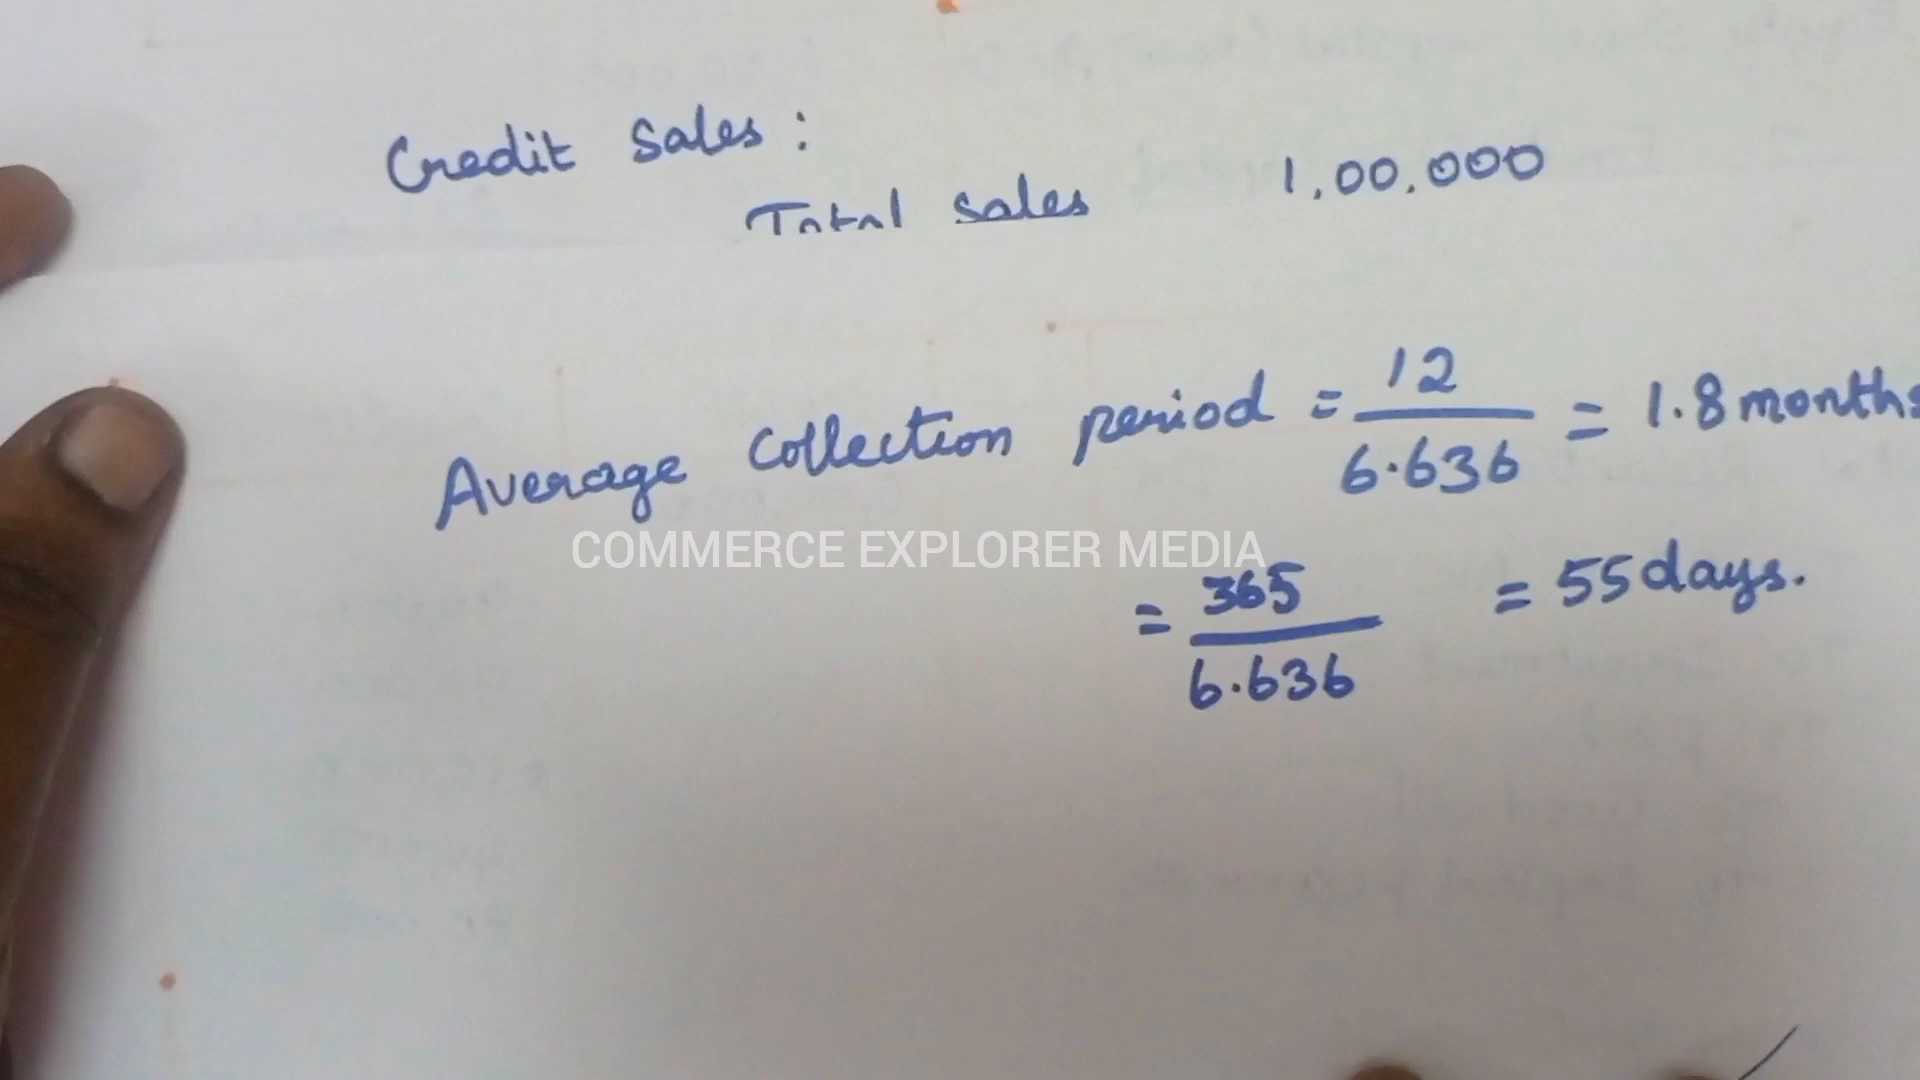 Credit Sales:
Total Sales 1,00,000
Average Collection period = 12 / 6.636 = 1.8 months
COMMERCE EXPLORER MEDIA
= 365 / 6.636 = 55 days.